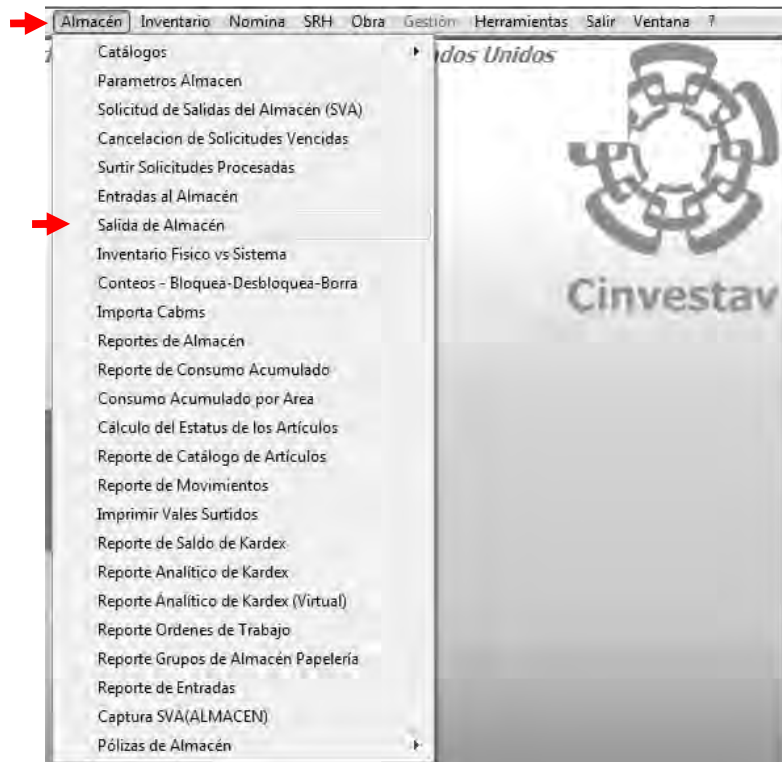 Almacén Inventario Nomina SRH Obra Gestión Herramientas Salir Ventana ?
Catálogos
dos Unidos
Parametros Almacen
Solicitud de Salidas del Almacén (SVA)
Cancelacion de Solicitudes Vencidas
Surtir Solicitudes Procesadas
Entradas al Almacén
Salida de Almacén
Inventario Fisico vs Sistema
Conteos - Bloquea-Desbloquea-Borra
Cinvestav
Importa Cabms
Reportes de Almacén
Reporte de Consumo Acumulado
Consumo Acumulado por Area
Cálculo del Estatus de los Artículos
Reporte de Catálogo de Artículos
Reporte de Movimientos
Imprimir Vales Surtidos
Reporte de Saldo de Kardex
Reporte Analítico de Kardex
Reporte Analítico de Kardex (Virtual)
Reporte Ordenes de Trabajo
Reporte Grupos de Almacén Papelería
Reporte de Entradas
Captura SVA(ALMACEN)
Pólizas de Almacén